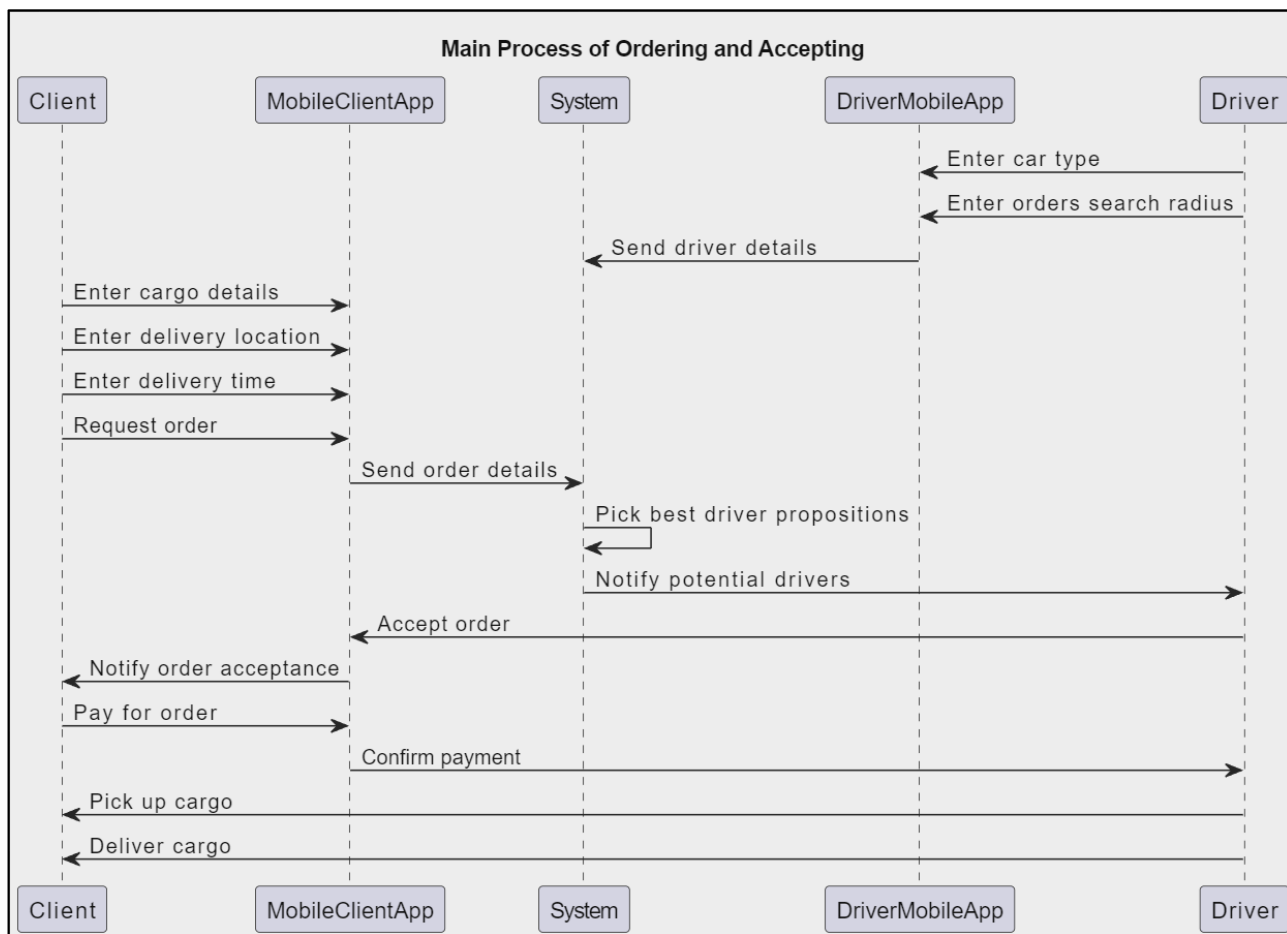 Main Process of Ordering and Accepting
Client MobileClientApp System DriverMobileApp Driver
Enter car type
Enter orders search radius
Send driver details
Enter cargo details
Enter delivery location
Enter delivery time
Request order
Send order details
Pick best driver propositions
Notify potential drivers
Accept order
Notify order acceptance
Pay for order
Confirm payment
Pick up cargo
Deliver cargo
Client MobileClientApp System DriverMobileApp Driver